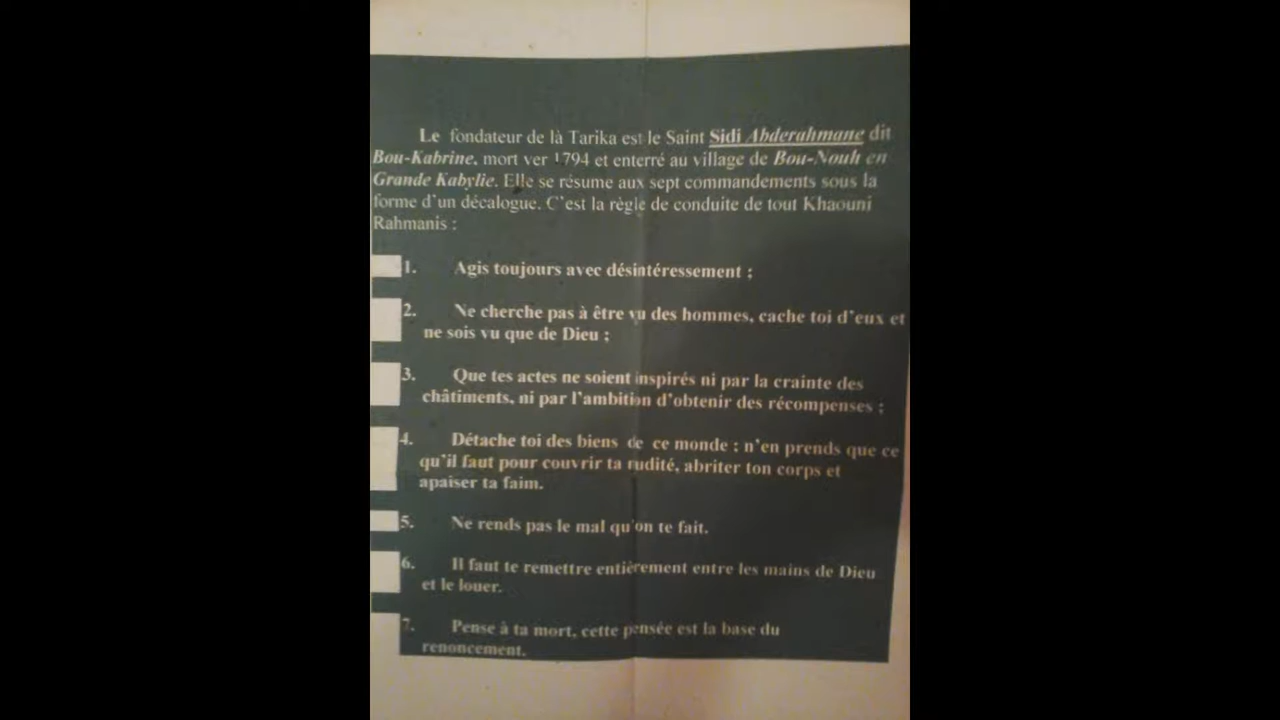 Le fondateur de là Tarika est le Saint Sidi Abderahmane dit
Bou-Kabrine, mort ver 1794 et enterré au village de Bou-Nouh en
Grande Kabylie. Elle se résume aux sept commandements sous la
forme d'un décalogue. C'est la règle de conduite de tout Khaouni
Rahmanis :
1. Agis toujours avec désintéressement ;
2. Ne cherche pas à être vu des hommes, cache toi d'eux et
ne sois vu que de Dieu ;
3. Que tes actes ne soient inspirés ni par la crainte des
châtiments, ni par l'ambition d'obtenir des récompenses ;
4. Détache toi des biens de ce monde : n'en prends que ce
qu'il faut pour couvrir ta rudité, abriter ton corps et
apaiser ta faim.
5. Ne rends pas le mal qu'on te fait.
6. Il faut te remettre entièrement entre les mains de Dieu
et le louer.
7. Pense à ta mort, cette pensée est la base du
renoncement.